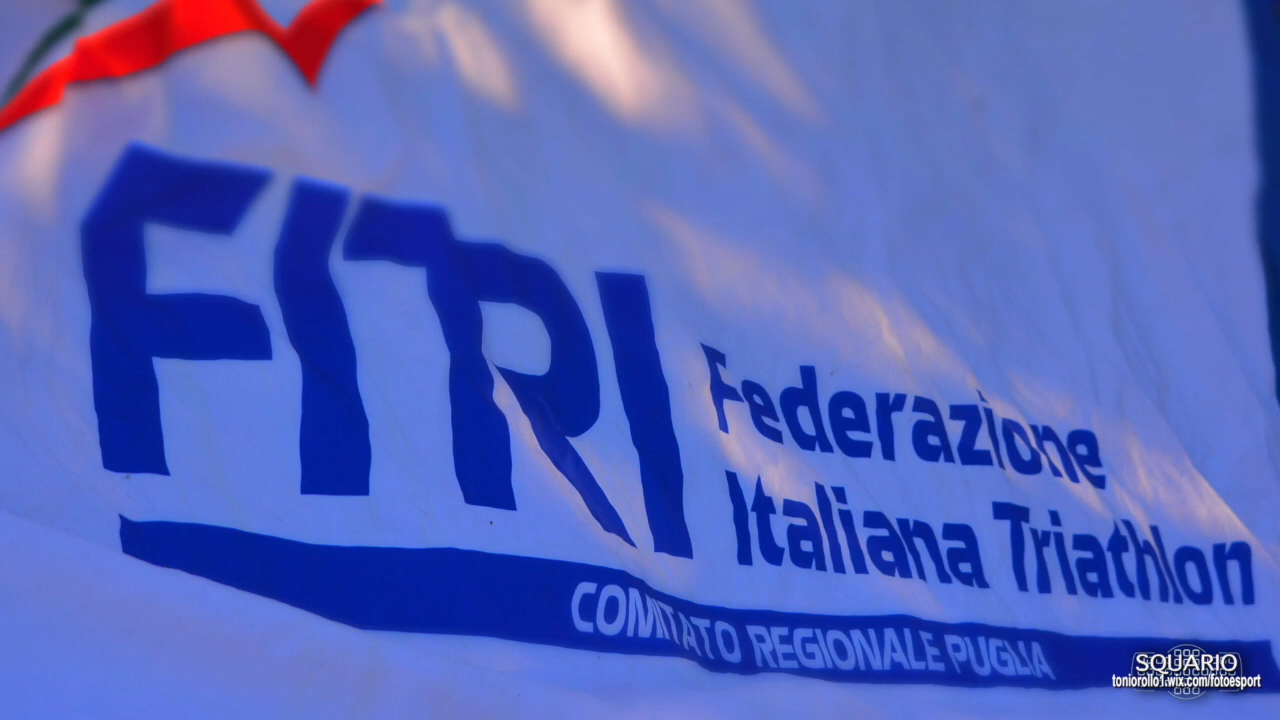 FITRI
Federazione
Italiana Triathlon
COMITATO REGIONALE PUGLIA
SQUARIO
toniorollo1.wix.com/fotoesport